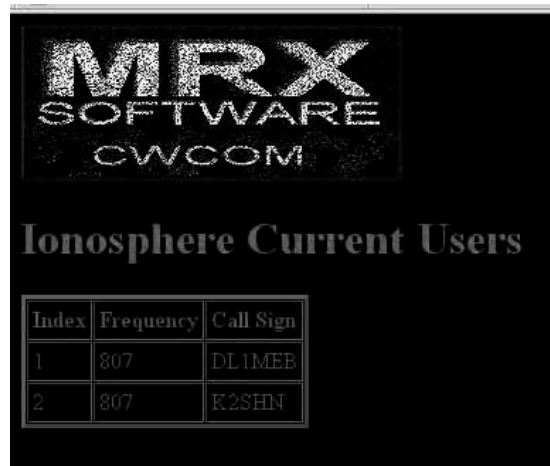 MRX
SOFTWARE
CWCOM
Ionosphere Current Users
Index Frequency Call Sign
1 807 DL1MEB
2 807 K2SHN